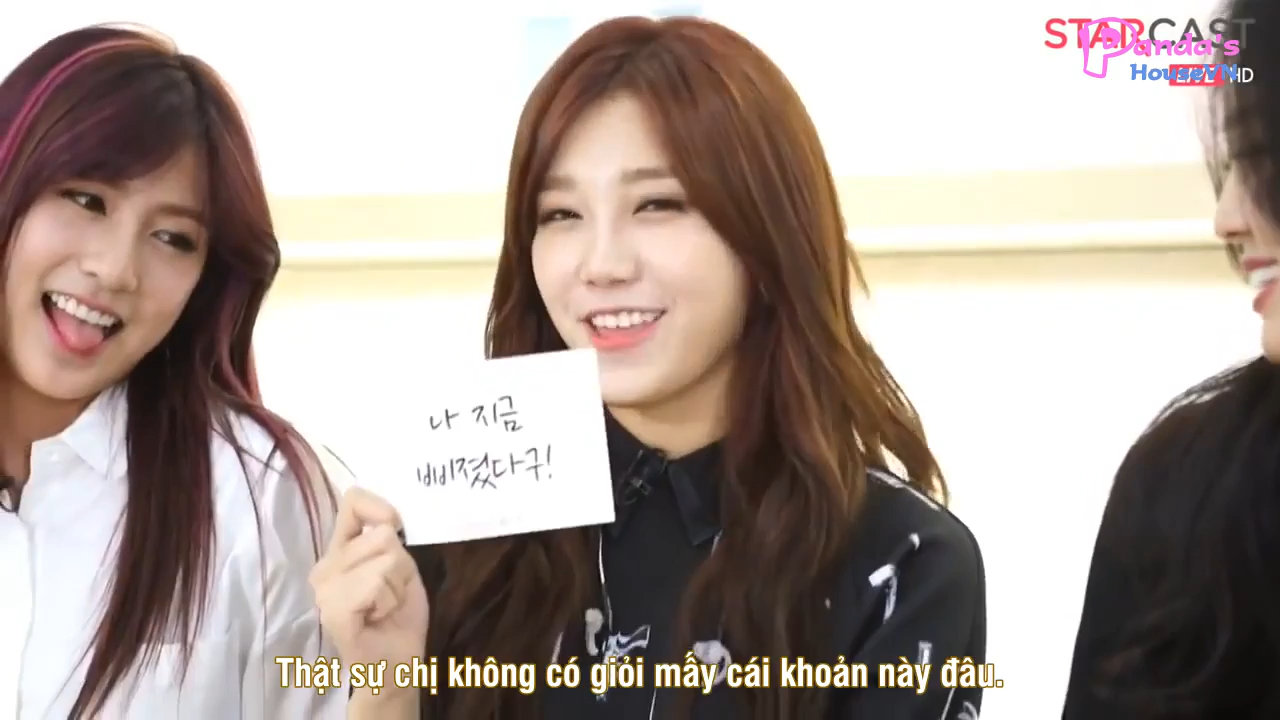 STARCAST
Panda's
HouseVN
HD
나 지금
삐졌다구!
Thật sự chị không có giỏi mấy cái khoản này đâu.